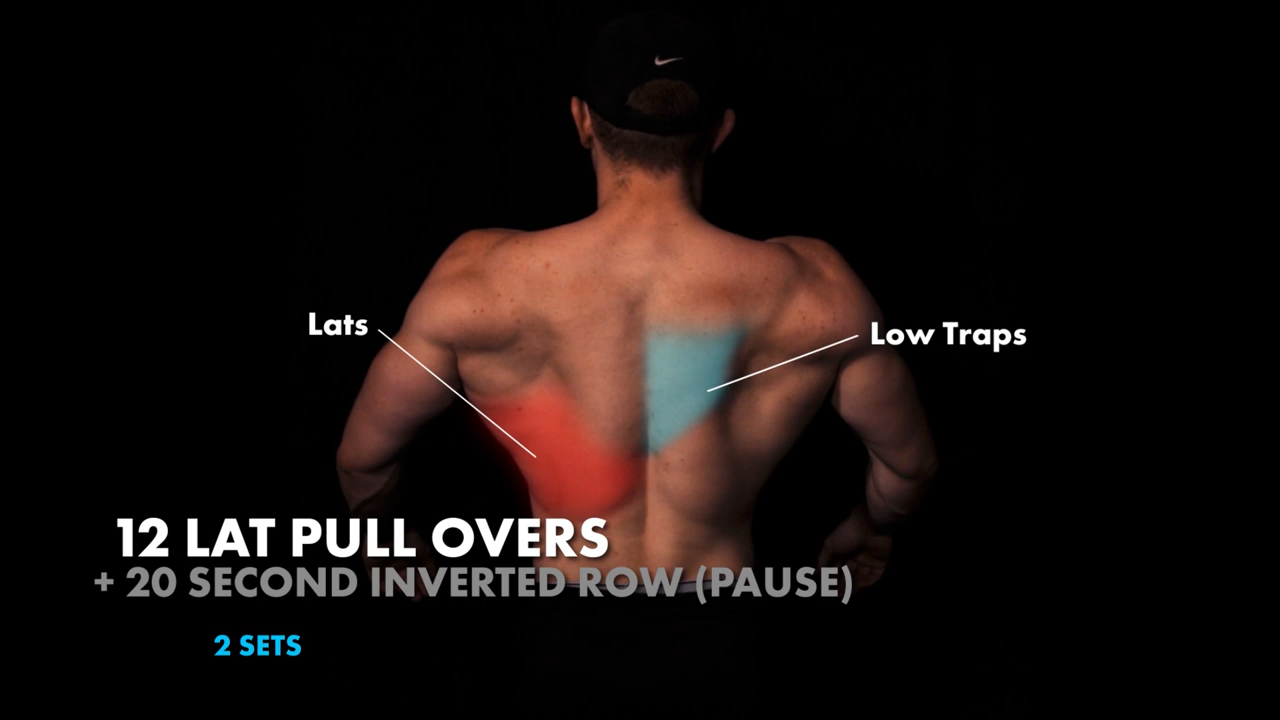 Lats
Low Traps
12 LAT PULL OVERS
+ 20 SECOND INVERTED ROW (PAUSE)
2 SETS